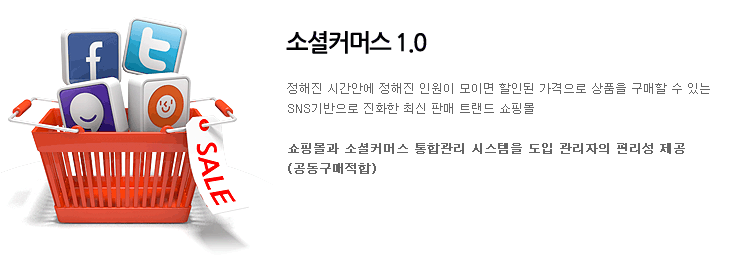 소셜커머스 1.0
정해진 시간안에 정해진 인원이 모이면 할인된 가격으로 상품을 구매할 수 있는
SNS기반으로 진화한 최신 판매 트랜드 쇼핑몰
쇼핑몰과 소셜커머스 통합관리 시스템을 도입 관리자의 편리성 제공
(공동구매적합)
SALE